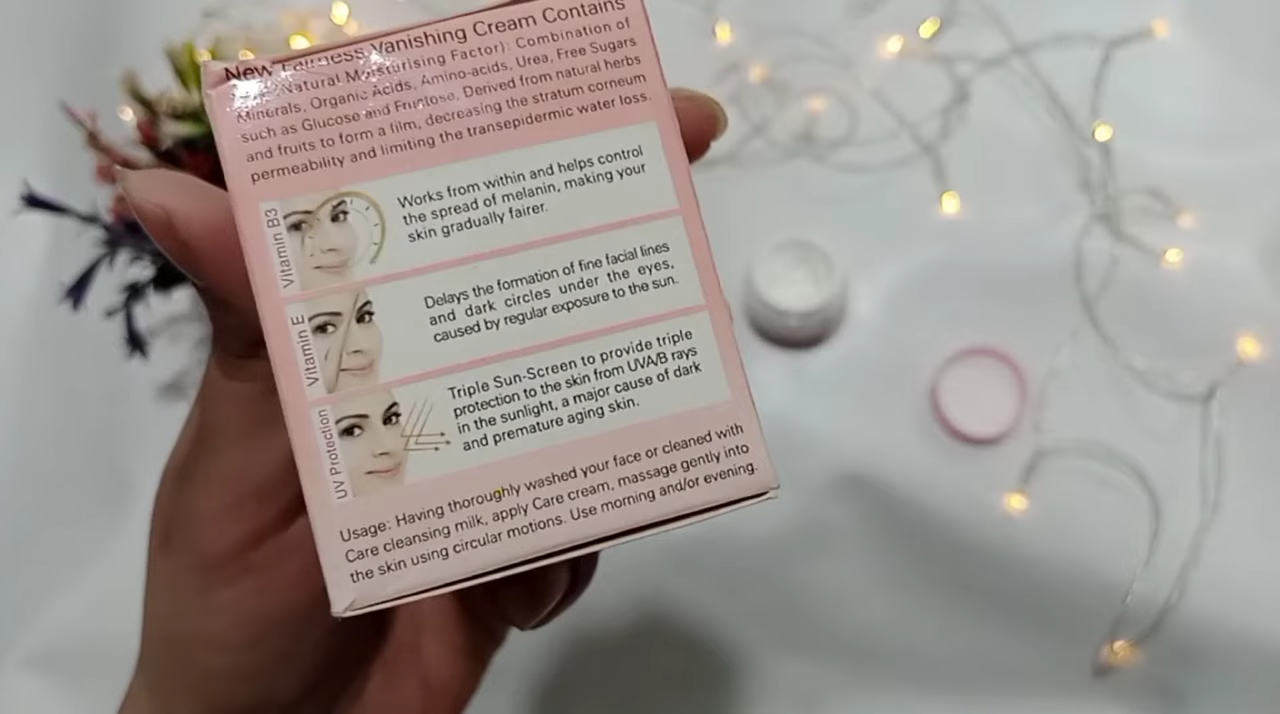 New Fairness Vanishing Cream Contains
Natural Moisturising Factor): Combination of
Minerals, Organic Acids, Amino-acids, Urea, Free Sugars
such as Glucose and Fructose, Derived from natural herbs
and fruits to form a film, decreasing the stratum corneum
permeability and limiting the transepidermic water loss.
Vitamin B3
Works from within and helps control
the spread of melanin, making your
skin gradually fairer.
Vitamin E
Delays the formation of fine facial lines
and dark circles under the eyes,
caused by regular exposure to the sun.
UV Protection
Triple Sun-Screen to provide triple
protection to the skin from UVA/B rays
in the sunlight, a major cause of dark
and premature aging skin.
Usage: Having thoroughly washed your face or cleaned with
Care cleansing milk, apply Care cream, massage gently into
the skin using circular motions. Use morning and/or evening.